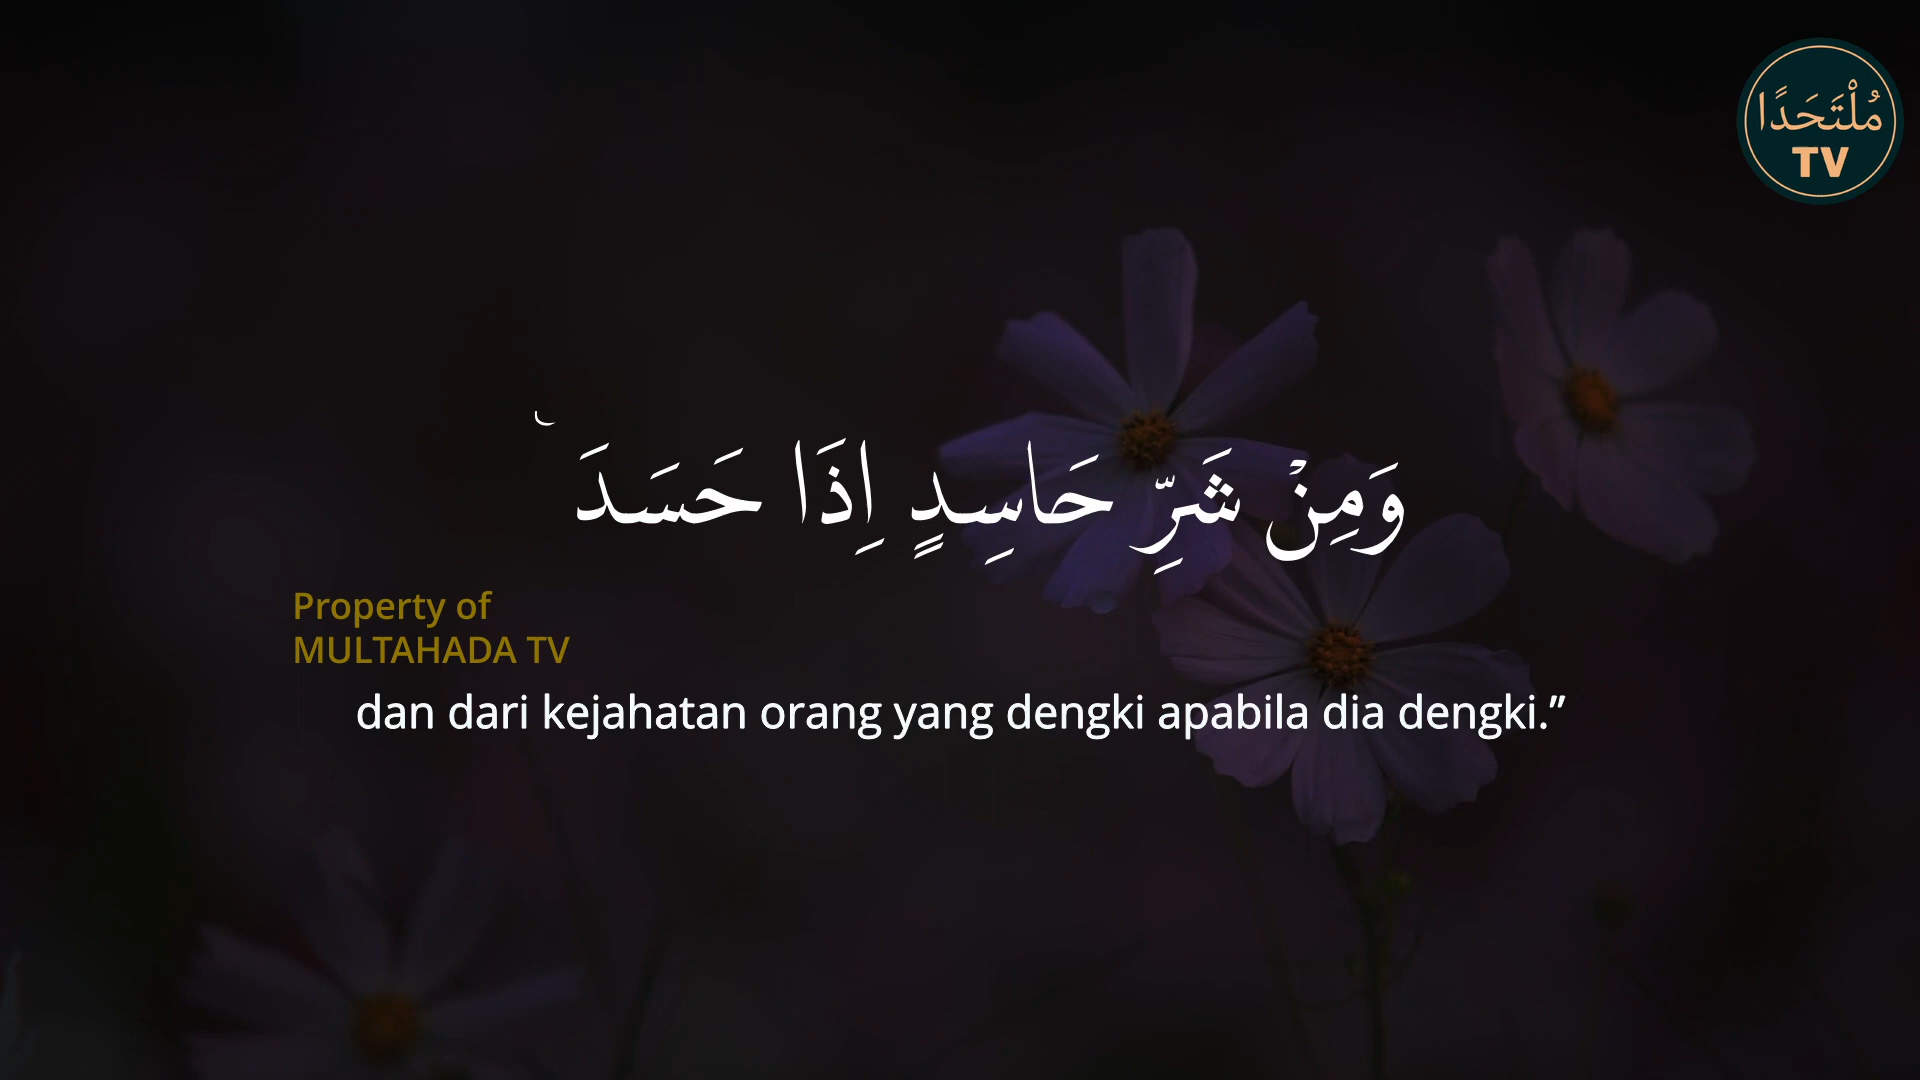 مُلْتَحَدًا
TV
وَمِنْ شَرِّ حَاسِدٍ اِذَا حَسَدَ ࣖ
Property of
MULTAHADA TV
dan dari kejahatan orang yang dengki apabila dia dengki.”